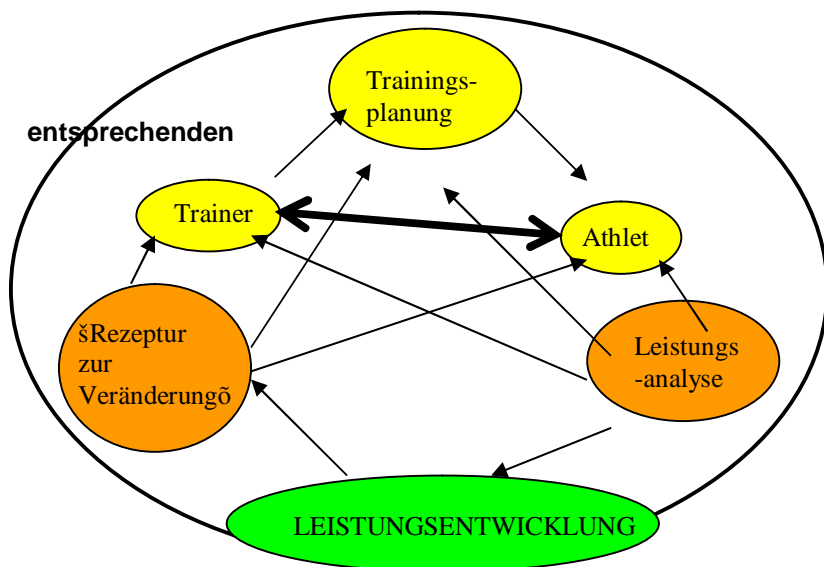 Trainings-
planung
entsprechenden
Trainer
Athlet
šRezeptur
zur
Veränderungõ
Leistungs
-analyse
LEISTUNGSENTWICKLUNG